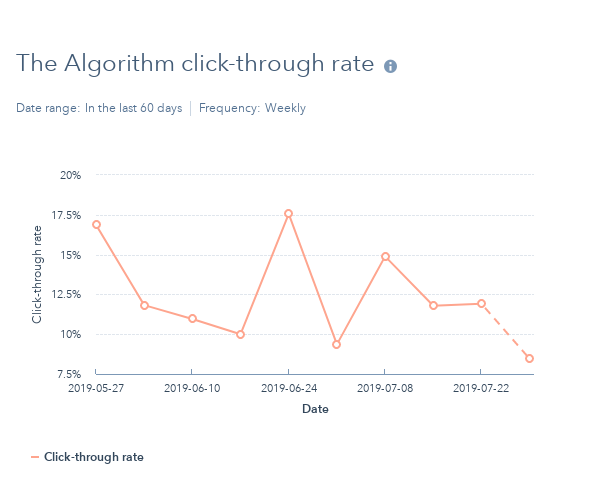 The Algorithm click-through rate
Date range: In the last 60 days Frequency: Weekly
20%
17.5%
15%
12.5%
10%
7.5%
Click-through rate
2019-05-27 2019-06-10 2019-06-24 2019-07-08 2019-07-22
Date
Click-through rate